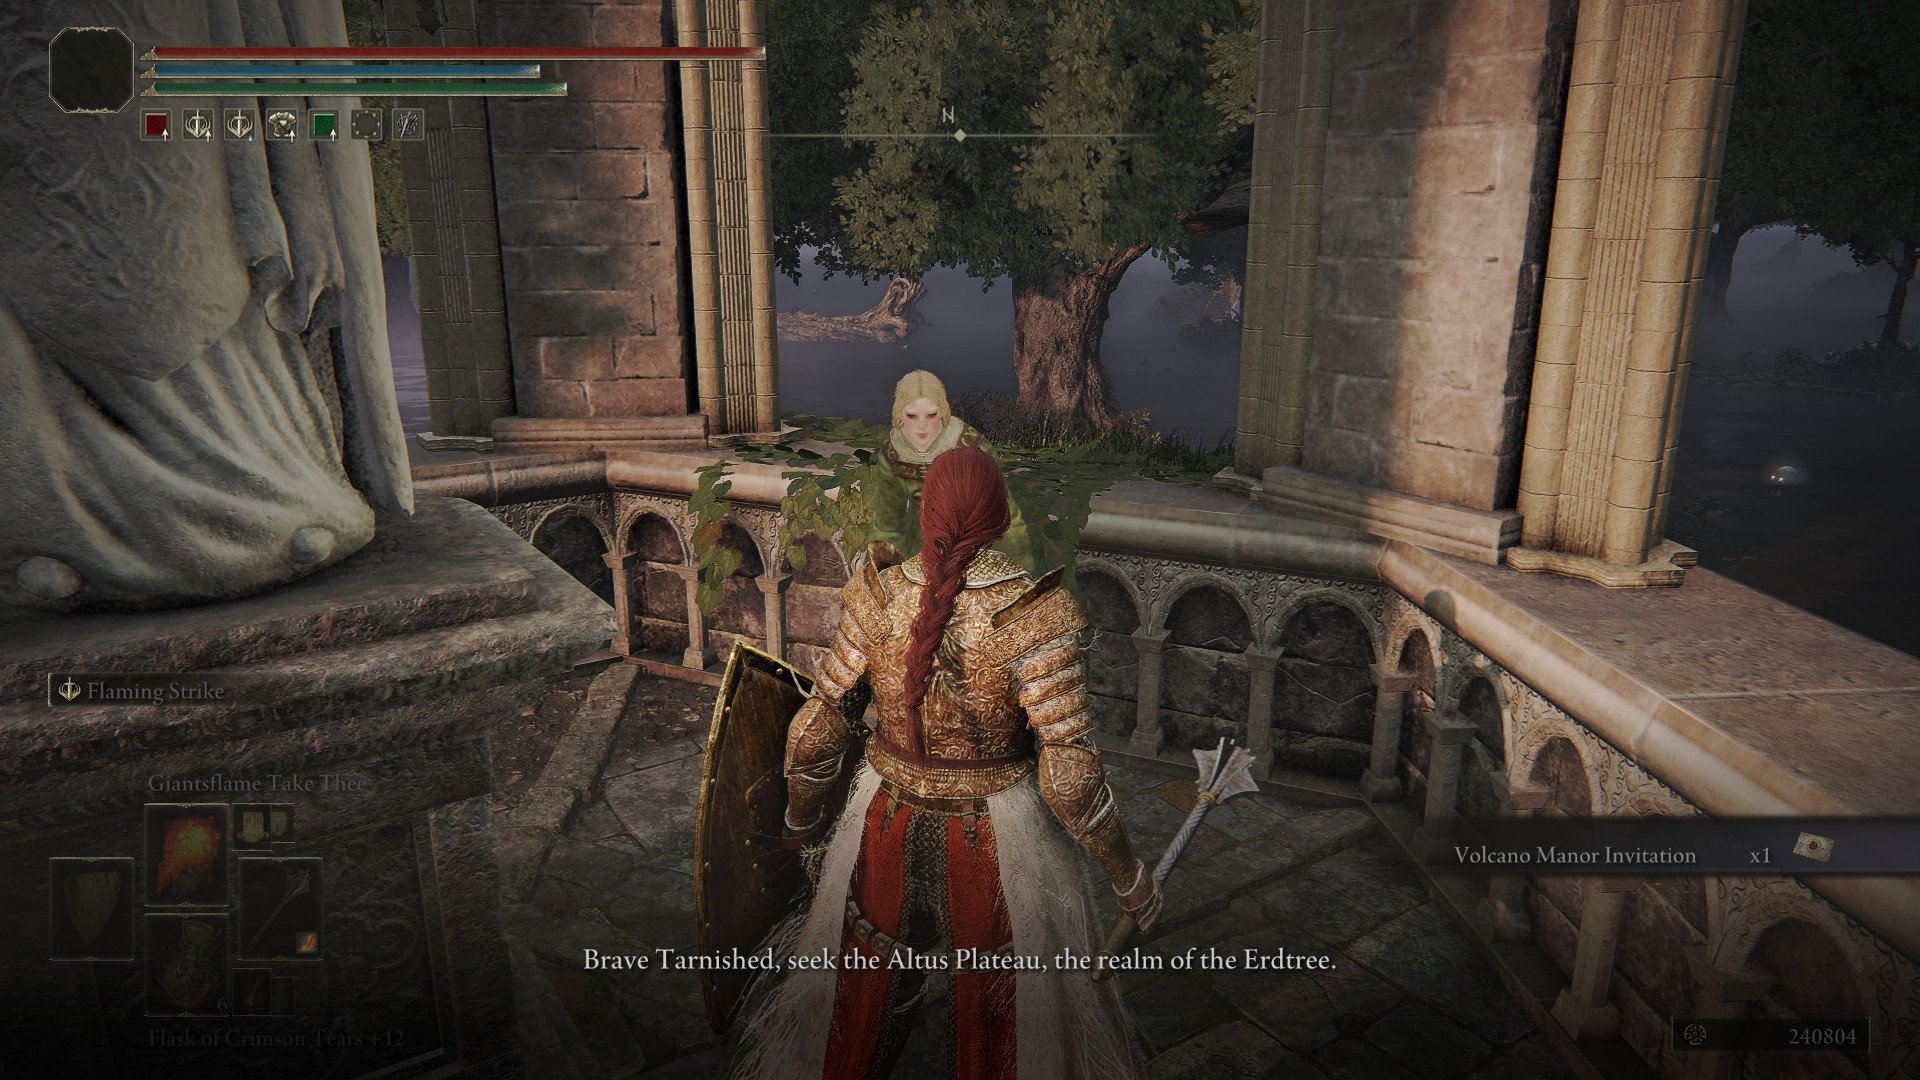 N
Flaming Strike
Giantsflame Take Thee
Volcano Manor Invitation x1
Brave Tarnished, seek the Altus Plateau, the realm of the Erdtree.
6
Flask of Crimson Tears +12
240804